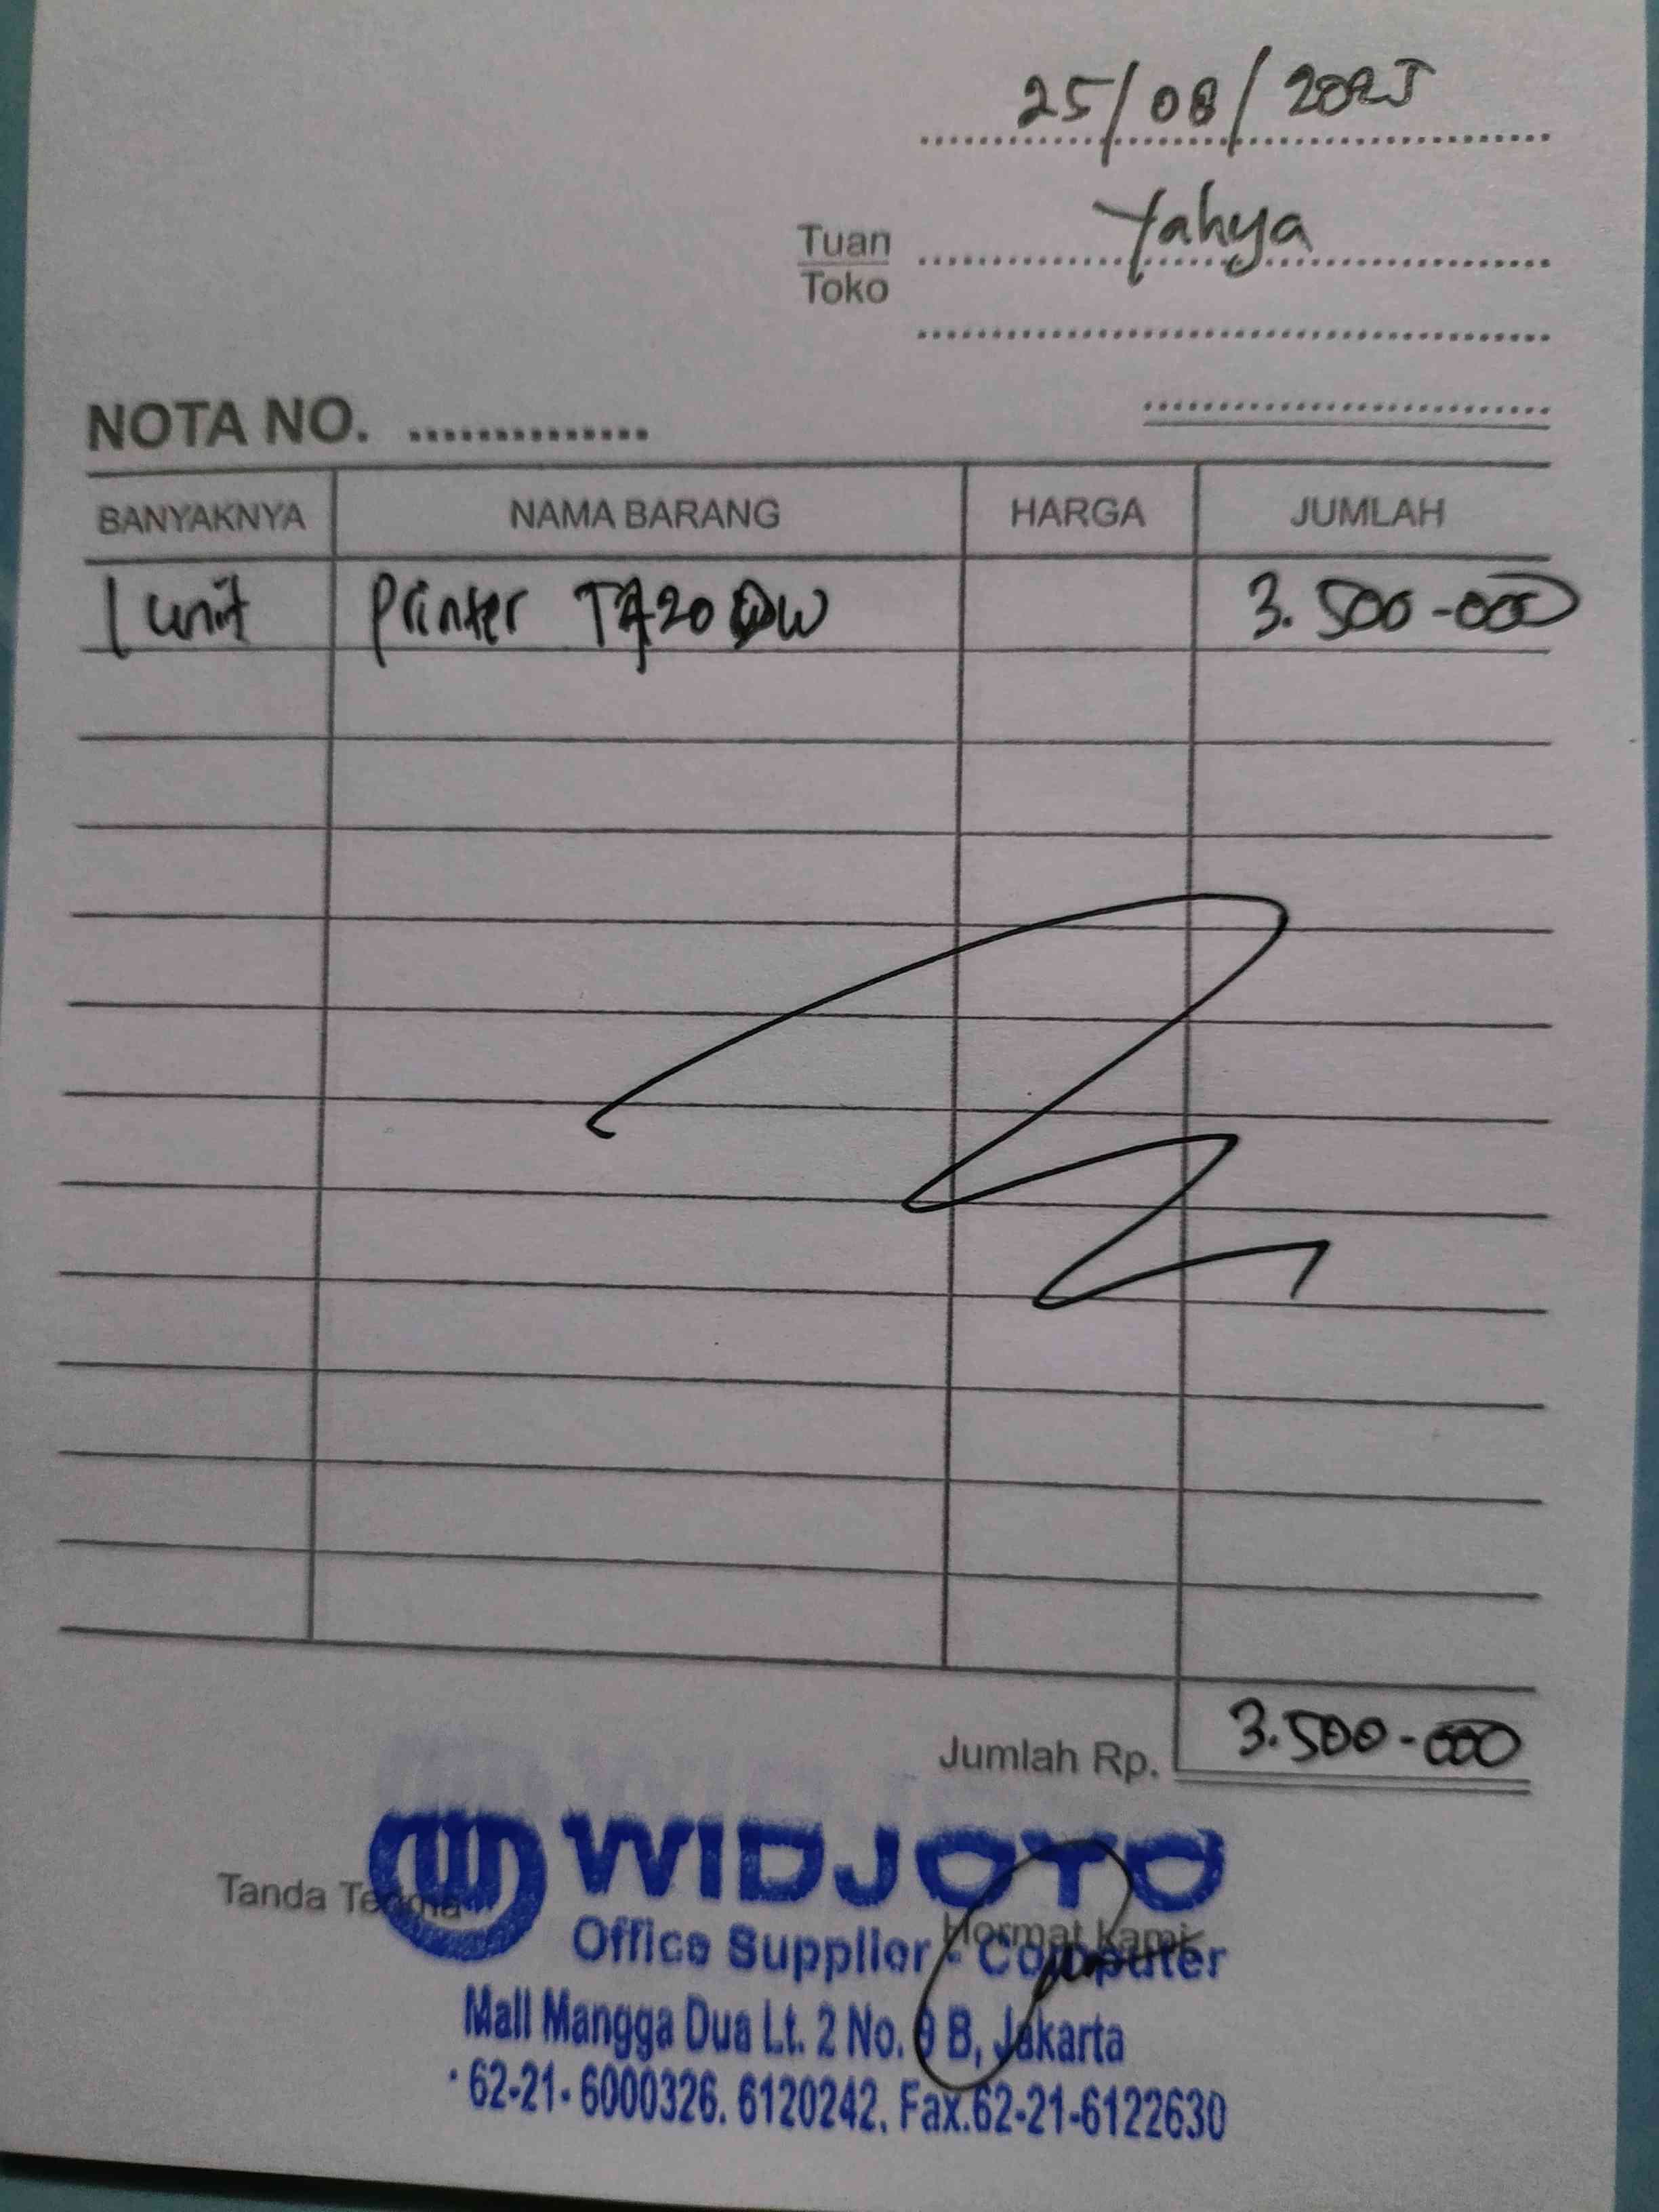 25/08/2025
Tuan Yahya
Toko
NOTA NO. ..............
BANYAKNYA NAMA BARANG HARGA JUMLAH
1 unit Printer T420DW 3.500-000
Jumlah Rp. 3.500-000
Tanda Terima
WIDJOYO
Hormat Kami
Office Supplier - Computer
Mall Mangga Dua Lt. 2 No. 9 B, Jakarta
62-21-6000326. 6120242. Fax.62-21-6122630